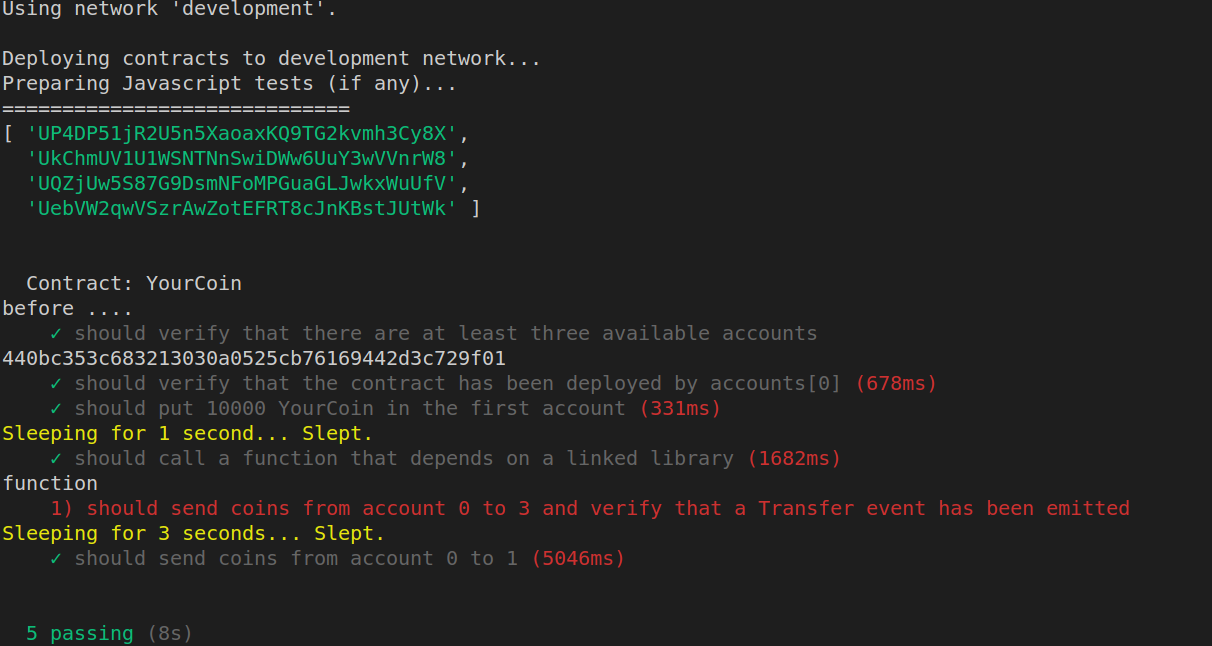 Using network 'development'.
Deploying contracts to development network...
Preparing Javascript tests (if any)...
=============================
[ 'UP4DP51jR2U5n5XaoaxKQ9TG2kvmh3Cy8X',
'UkChmUV1U1WSNTNnSwiDWw6UuY3wVVnrW8',
'UQZjUw5S87G9DsmNFoMPGuaGLJwkxWuUfV',
'UebVW2qwVSzrAwZotEFRT8cJnKBstJUtWk' ]
Contract: YourCoin
before ....
✓ should verify that there are at least three available accounts
440bc353c683213030a0525cb76169442d3c729f01
✓ should verify that the contract has been deployed by accounts[0] (678ms)
✓ should put 10000 YourCoin in the first account (331ms)
Sleeping for 1 second... Slept.
✓ should call a function that depends on a linked library (1682ms)
function
1) should send coins from account 0 to 3 and verify that a Transfer event has been emitted
Sleeping for 3 seconds... Slept.
✓ should send coins from account 0 to 1 (5046ms)
5 passing (8s)